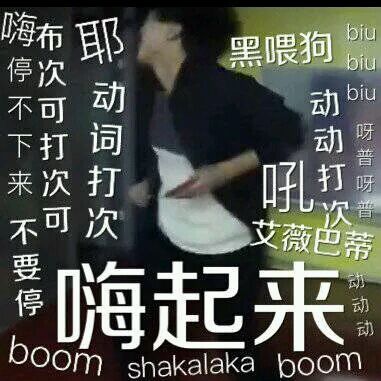 嗨停不下来
布次可打次可
不要停
耶
动词打次
黑喂狗
biu
biu
biu
动动打次
呀普呀普
吼
艾薇巴蒂
嗨起来
动动动
boom shakalaka boom